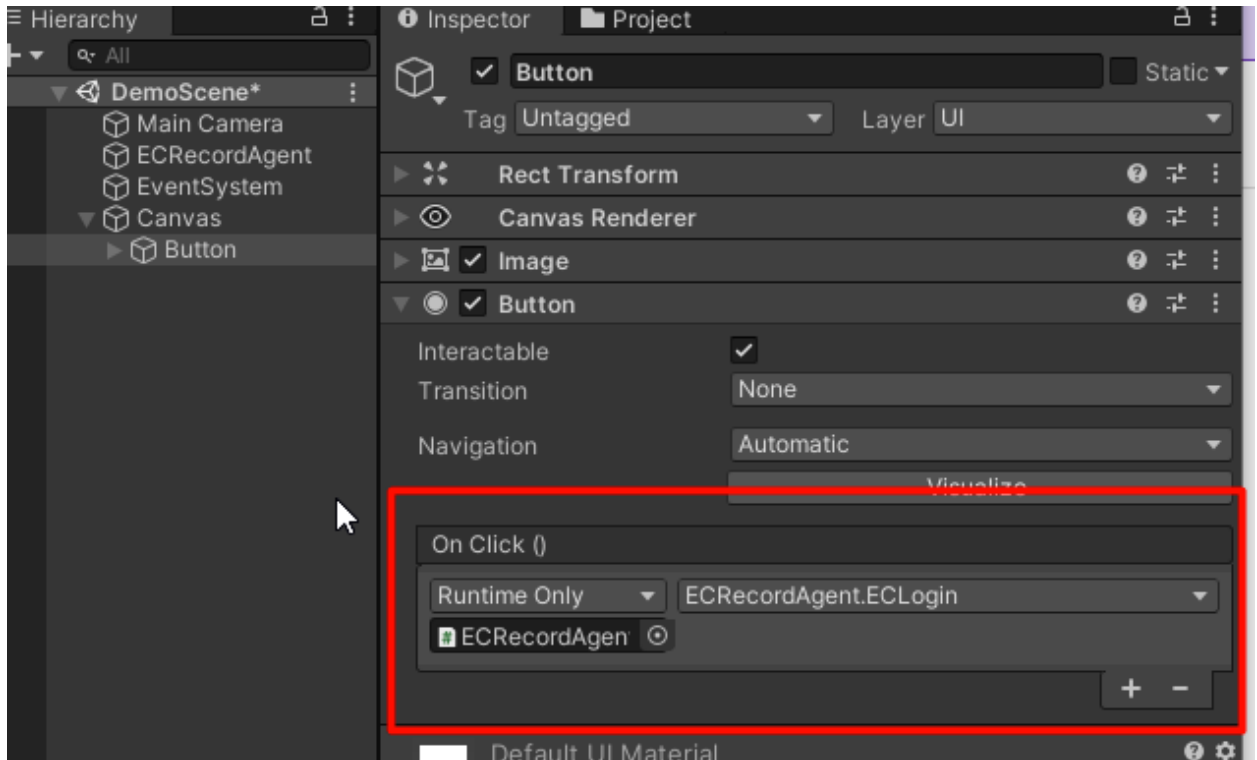 Hierarchy
All
DemoScene*
Main Camera
ECRecordAgent
EventSystem
Canvas
Button
Inspector
Project
Button
Static
Tag Untagged
Layer UI
Rect Transform
Canvas Renderer
Image
Button
Interactable
Transition None
Navigation Automatic
Visualize
On Click ()
Runtime Only ECRecordAgent.ECLogin
ECRecordAgen
Default UI Material